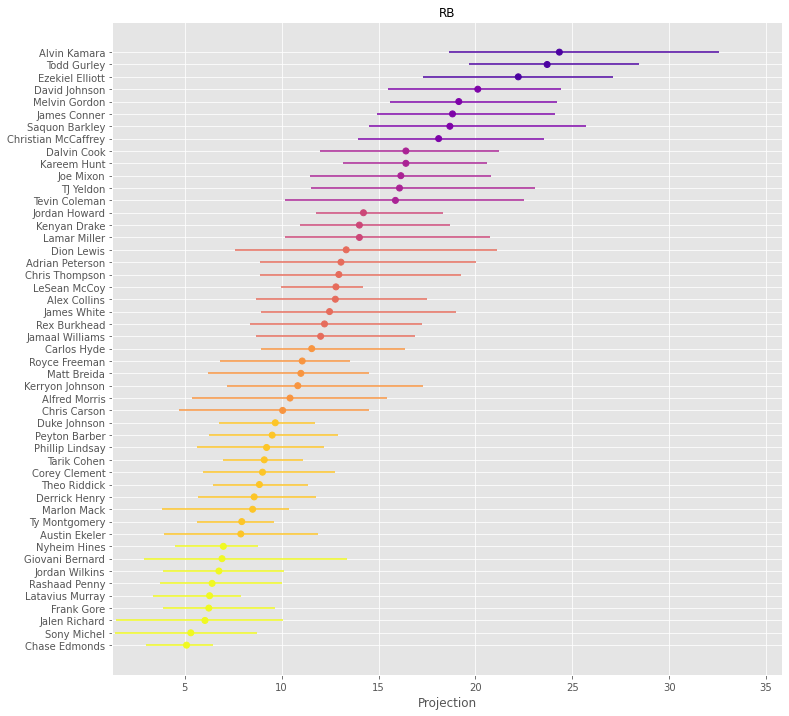 RB
Alvin Kamara
Todd Gurley
Ezekiel Elliott
David Johnson
Melvin Gordon
James Conner
Saquon Barkley
Christian McCaffrey
Dalvin Cook
Kareem Hunt
Joe Mixon
TJ Yeldon
Tevin Coleman
Jordan Howard
Kenyan Drake
Lamar Miller
Dion Lewis
Adrian Peterson
Chris Thompson
LeSean McCoy
Alex Collins
James White
Rex Burkhead
Jamaal Williams
Carlos Hyde
Royce Freeman
Matt Breida
Kerryon Johnson
Alfred Morris
Chris Carson
Duke Johnson
Peyton Barber
Phillip Lindsay
Tarik Cohen
Corey Clement
Theo Riddick
Derrick Henry
Marlon Mack
Ty Montgomery
Austin Ekeler
Nyheim Hines
Giovani Bernard
Jordan Wilkins
Rashaad Penny
Latavius Murray
Frank Gore
Jalen Richard
Sony Michel
Chase Edmonds
5 10 15 20 25 30 35
Projection